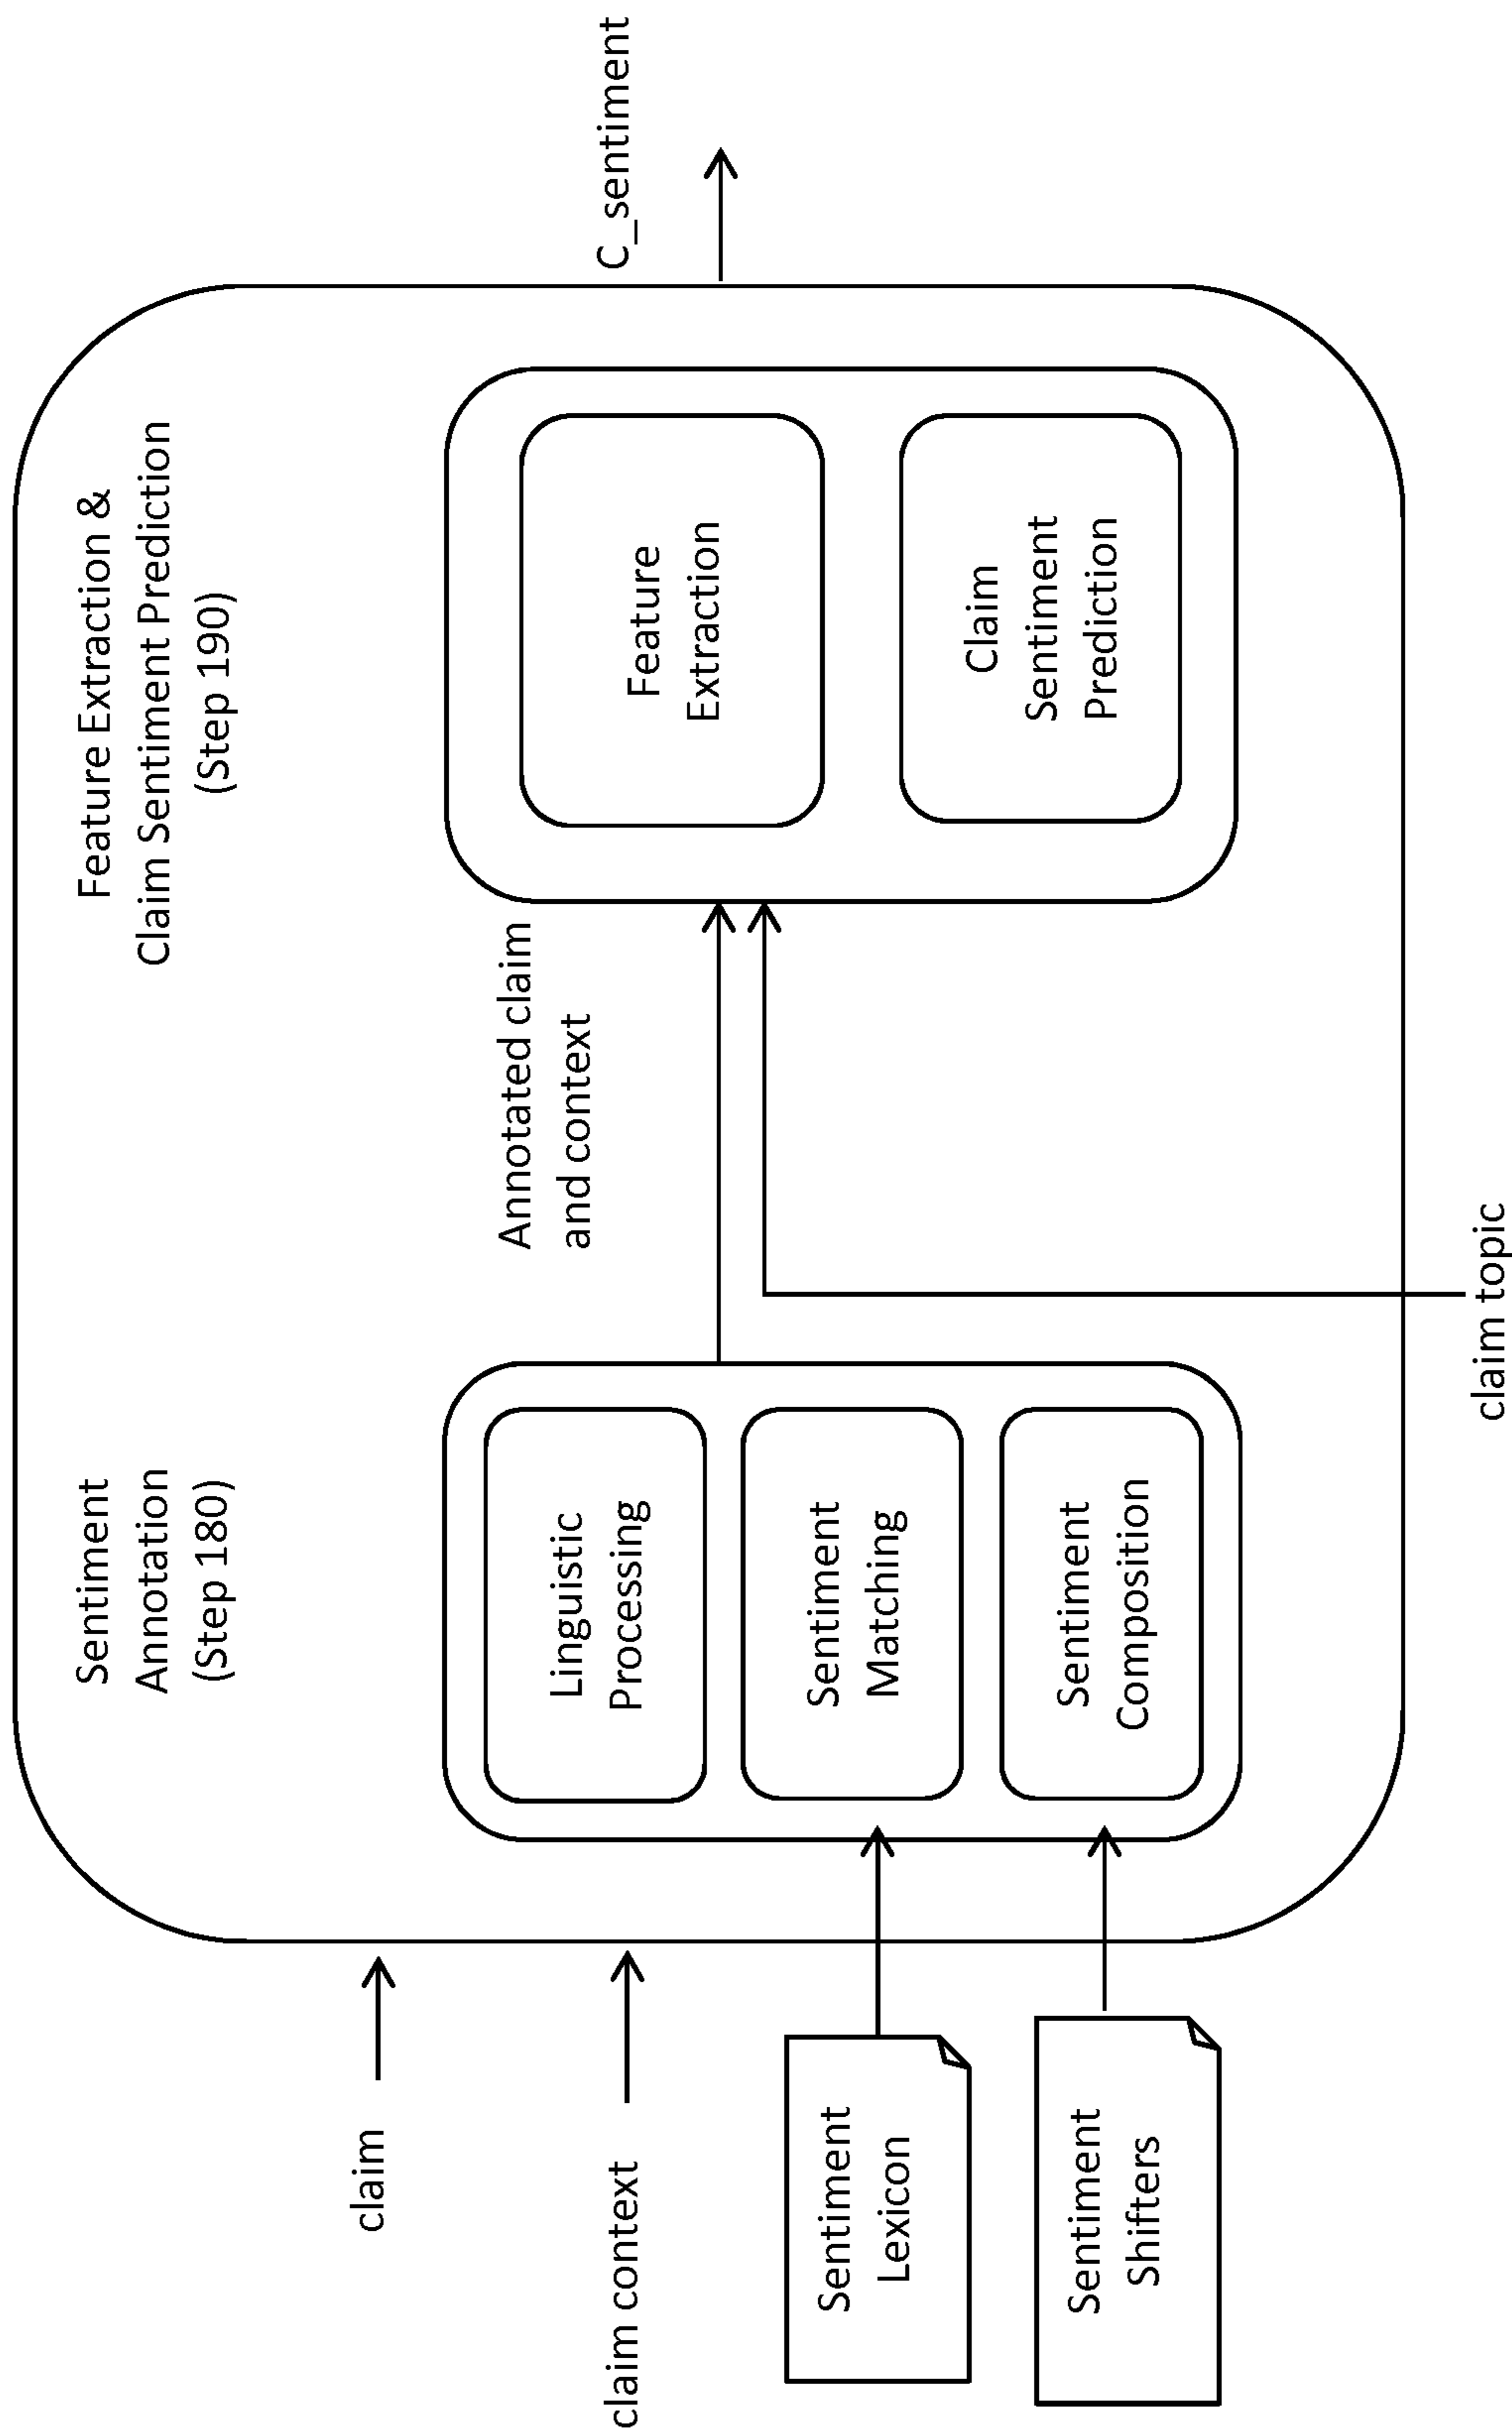 Sentiment
Annotation
(Step 180)
Feature Extraction &
Claim Sentiment Prediction
(Step 190)
claim
claim context
Sentiment
Lexicon
Sentiment
Shifters
Linguistic
Processing
Sentiment
Matching
Sentiment
Composition
Annotated claim
and context
claim topic
Feature
Extraction
Claim
Sentiment
Prediction
C_sentiment